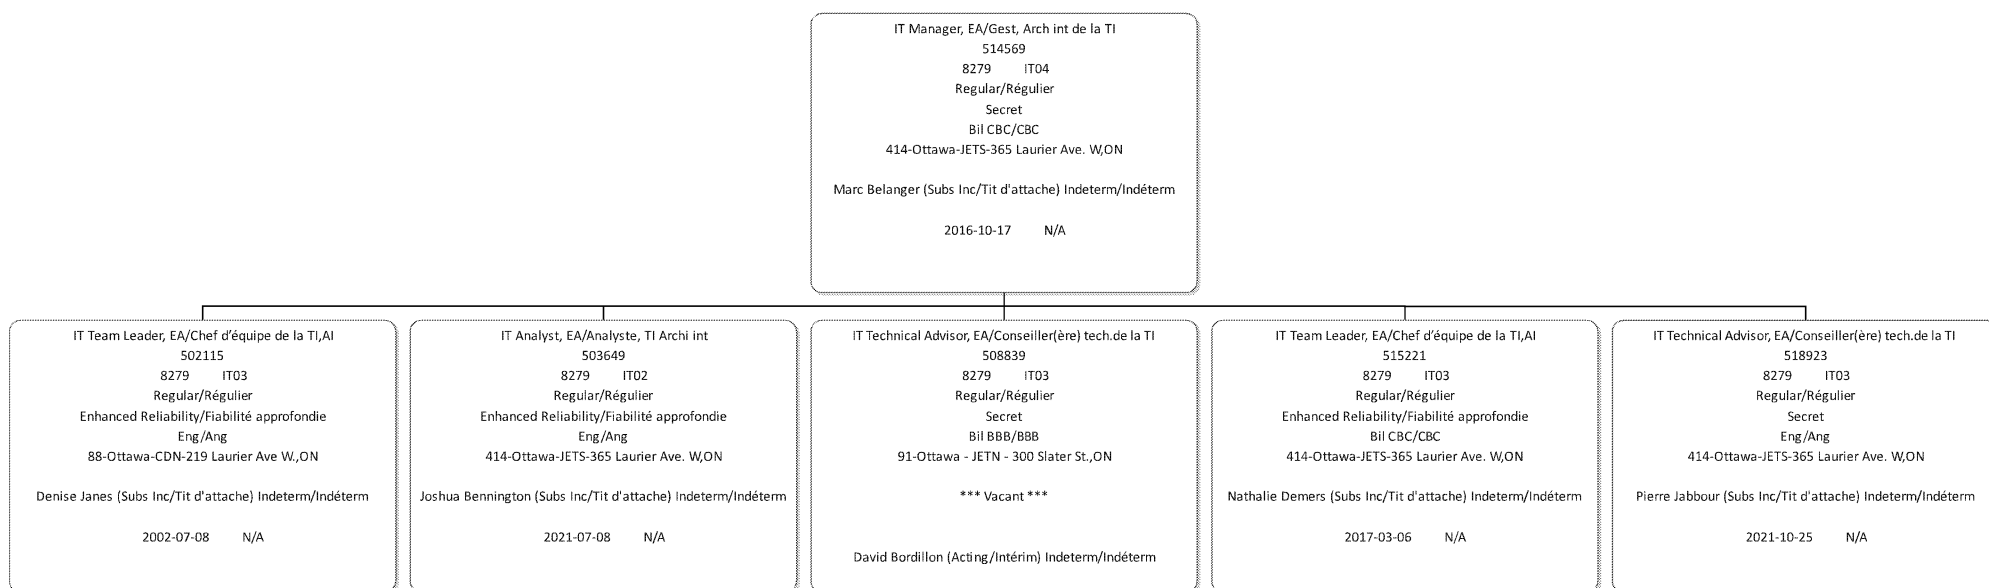 IT Manager, EA/Gest, Arch int de la TI
514569
8279 IT04
Regular/Régulier
Secret
Bil CBC/CBC
414-Ottawa-JETS-365 Laurier Ave. W,ON
Marc Belanger (Subs Inc/Tit d'attache) Indeterm/Indéterm
2016-10-17 N/A
IT Team Leader, EA/Chef d’équipe de la TI,AI
502115
8279 IT03
Regular/Régulier
Enhanced Reliability/Fiabilité approfondie
Eng/Ang
88-Ottawa-CDN-219 Laurier Ave W.,ON
Denise Janes (Subs Inc/Tit d'attache) Indeterm/Indéterm
2002-07-08 N/A
IT Analyst, EA/Analyste, TI Archi int
503649
8279 IT02
Regular/Régulier
Enhanced Reliability/Fiabilité approfondie
Eng/Ang
414-Ottawa-JETS-365 Laurier Ave. W,ON
Joshua Bennington (Subs Inc/Tit d'attache) Indeterm/Indéterm
2021-07-08 N/A
IT Technical Advisor, EA/Conseiller(ère) tech.de la TI
508839
8279 IT03
Regular/Régulier
Secret
Bil BBB/BBB
91-Ottawa - JETN - 300 Slater St.,ON
*** Vacant ***
David Bordillon (Acting/Intérim) Indeterm/Indéterm
IT Team Leader, EA/Chef d’équipe de la TI,AI
515221
8279 IT03
Regular/Régulier
Enhanced Reliability/Fiabilité approfondie
Bil CBC/CBC
414-Ottawa-JETS-365 Laurier Ave. W,ON
Nathalie Demers (Subs Inc/Tit d'attache) Indeterm/Indéterm
2017-03-06 N/A
IT Technical Advisor, EA/Conseiller(ère) tech.de la TI
518923
8279 IT03
Regular/Régulier
Secret
Eng/Ang
414-Ottawa-JETS-365 Laurier Ave. W,ON
Pierre Jabbour (Subs Inc/Tit d'attache) Indeterm/Indéterm
2021-10-25 N/A